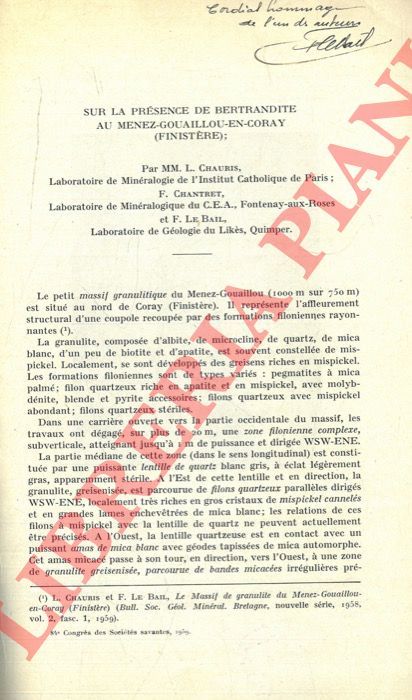 Cordial hommage
de l'un des auteurs
F Le Bail
SUR LA PRÉSENCE DE BERTRANDITE
AU MENEZ-GOUAILLOU-EN-CORAY
(FINISTÈRE);
Par MM. L. CHAURIS,
Laboratoire de Minéralogie de l'Institut Catholique de Paris;
F. CHANTRET,
Laboratoire de Minéralogique du C.E.A., Fontenay-aux-Roses
et F. LE BAIL,
Laboratoire de Géologie du Likès, Quimper.
Le petit massif granulitique du Menez-Gouaillou (1000 m sur 750 m)
est situé au nord de Coray (Finistère). Il représente l'affleurement
structural d'une coupole recoupée par des formations filoniennes rayon-
nantes (¹).
La granulite, composée d'albite, de microcline, de quartz, de mica
blanc, d'un peu de biotite et d'apatite, est souvent constellée de mis-
pickel. Localement, se sont développés des greisens riches en mispickel.
Les formations filoniennes sont de types variés : pegmatites à mica
palmé; filon quartzeux riche en apatite et en mispickel, avec molyb-
dénite, blende et pyrite accessoires; filons quartzeux avec mispickel
abondant; filons quartzeux stériles.
Dans une carrière ouverte vers la partie occidentale du massif, les
travaux ont dégagé, sur plus de 20 m, une zone filonienne complexe,
subverticale, atteignant jusqu'à 1 m de puissance et dirigée WSW-ENE.
La partie médiane de cette zone (dans le sens longitudinal) est consti-
tuée par une puissante lentille de quartz blanc gris, à éclat légèrement
gras, apparement stérile. A l'Est de cette lentille et en direction, la
granulite, greisenisée, est parcourue de filons quartzeux parallèles dirigés
WSW-ENE, localement très riches en gros cristaux de mispickel cannelés
et en grandes lames enchevêtrées de mica blanc; les relations de ces
filons à mispickel avec la lentille de quartz ne peuvent actuellement
être précisés. A l'Ouest, la lentille quartzeuse est en contact avec un
puissant amas de mica blanc avec géodes tapissées de mica automorphe.
Cet amas micacé passe à son tour, en direction, vers l'Ouest, à une zone
de granulite greisenisée, parcourue de bandes micacées irrégulières pré-
(¹) L. CHAURIS et F. LE BAIL, Le Massif de granulite du Menez-Gouaillou-
en-Coray (Finistère) (Bull. Soc. Géol. Minéral. Bretagne, nouvelle série, 1958,
vol. 2, fasc. 1, 1959).
84e Congrès des Sociétés savantes, 1959.
LIBRERIA PIANI